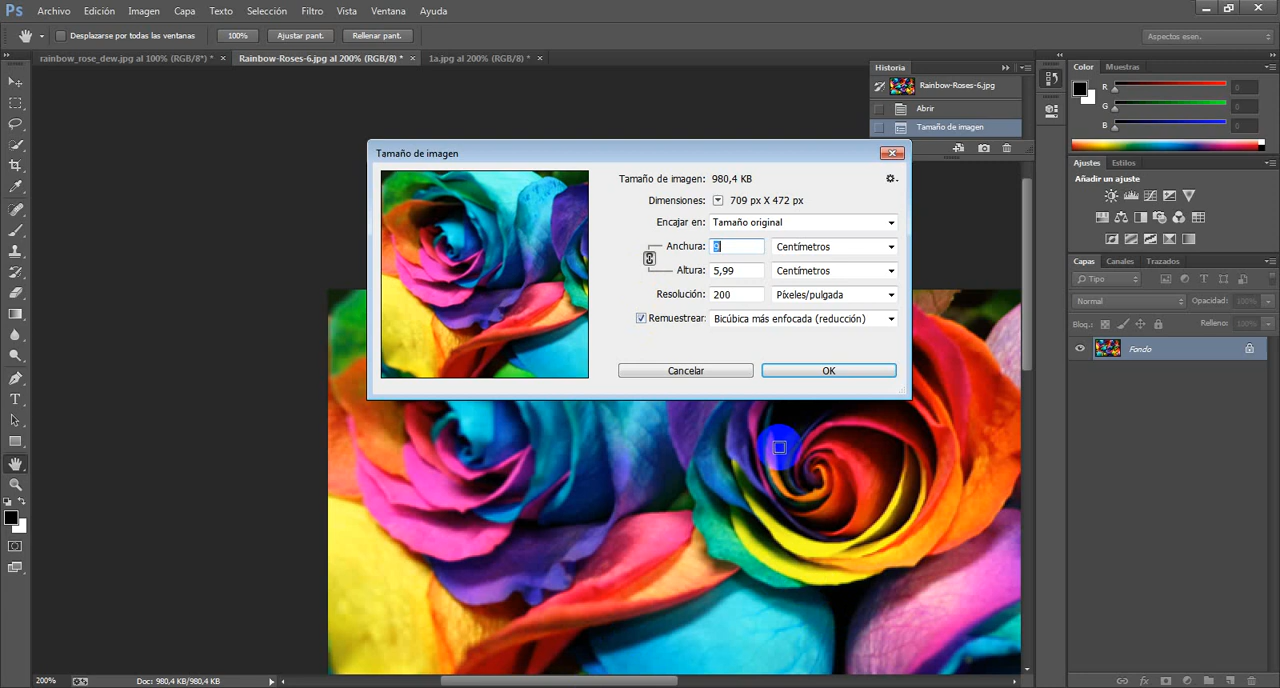 Ps Archivo Edición Imagen Capa Texto Selección Filtro Vista Ventana Ayuda
Desplazarse por todas las ventanas 100% Ajustar pant. Rellenar pant. Aspectos esen.
rainbow_rose_dew.jpg al 100% (RGB/8*) * × Rainbow-Roses-6.jpg al 200% (RGB/8) * × 1a.jpg al 200% (RGB/8) * ×
Historia
Rainbow-Roses-6.jpg
Abrir
Tamaño de imagen
Color Muestras
R 0
G 0
B 0
Ajustes Estilos
Añadir un ajuste
Capas Canales Trazados
Tipo
Normal Opacidad: 100%
Bloq.: Relleno: 100%
Fondo
Tamaño de imagen
Tamaño de imagen: 980,4 KB
Dimensiones: 709 px X 472 px
Encajar en: Tamaño original
Anchura: 9 Centímetros
Altura: 5,99 Centímetros
Resolución: 200 Píxeles/pulgada
Remuestrear: Bicúbica más enfocada (reducción)
Cancelar OK
200% Doc: 980,4 KB/980,4 KB
fx